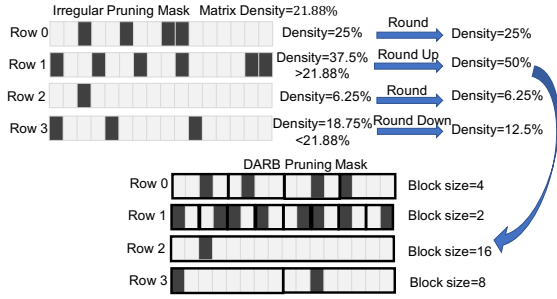 Irregular Pruning Mask Matrix Density=21.88%
Row 0 Density=25% Round Density=25%
Row 1 Density=37.5% >21.88% Round Up Density=50%
Row 2 Density=6.25% Round Density=6.25%
Row 3 Density=18.75% <21.88% Round Down Density=12.5%
DARB Pruning Mask
Row 0 Block size=4
Row 1 Block size=2
Row 2 Block size=16
Row 3 Block size=8